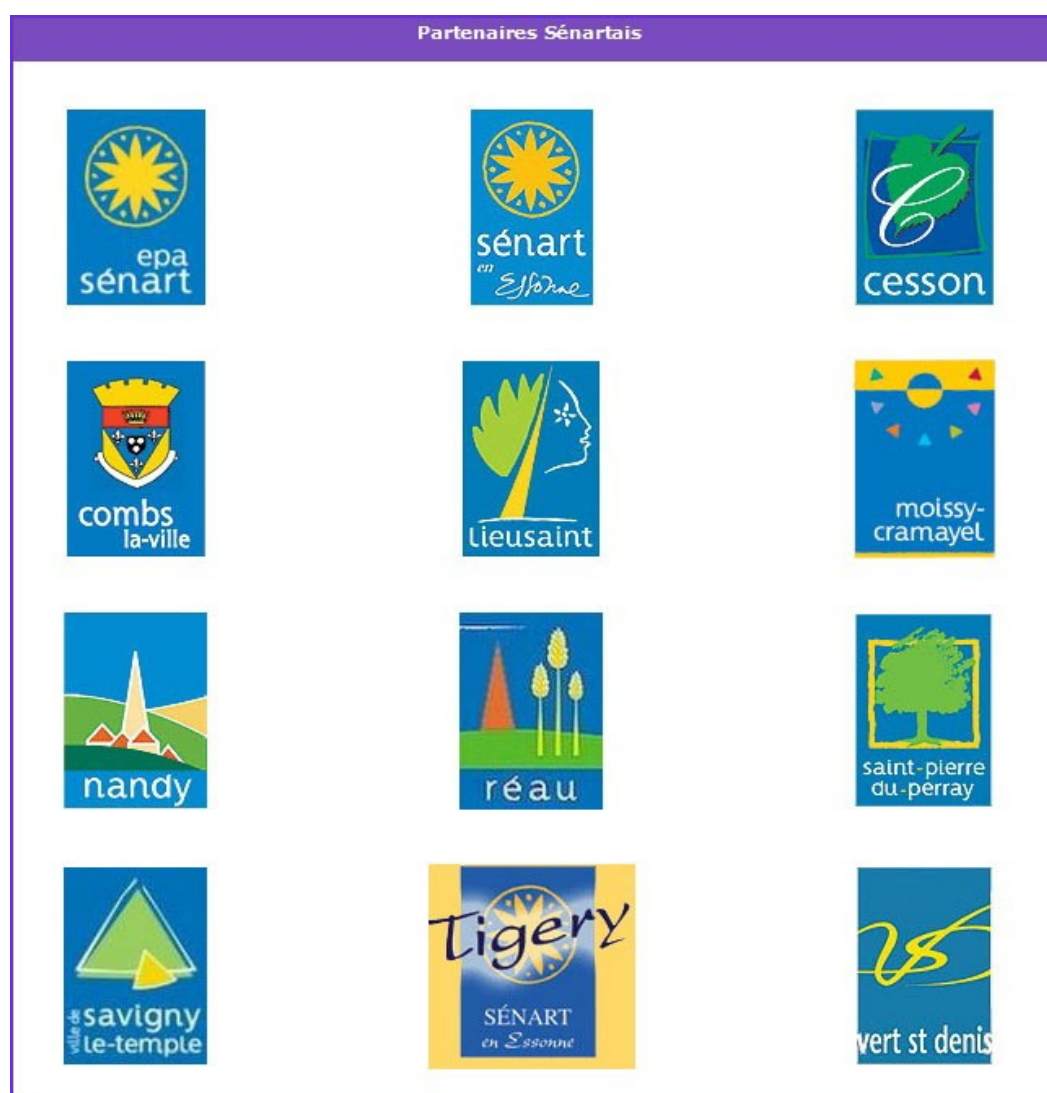 Partenaires Sénartais
epa
sénart
sénart
en
Essonne
C
cesson
combs
la-ville
Lieusaint
moissy-
cramayel
nandy
réau
saint-pierre
du-perray
ville de
savigny
le-temple
Tigery
SÉNART
en Essonne
vs
vert st denis